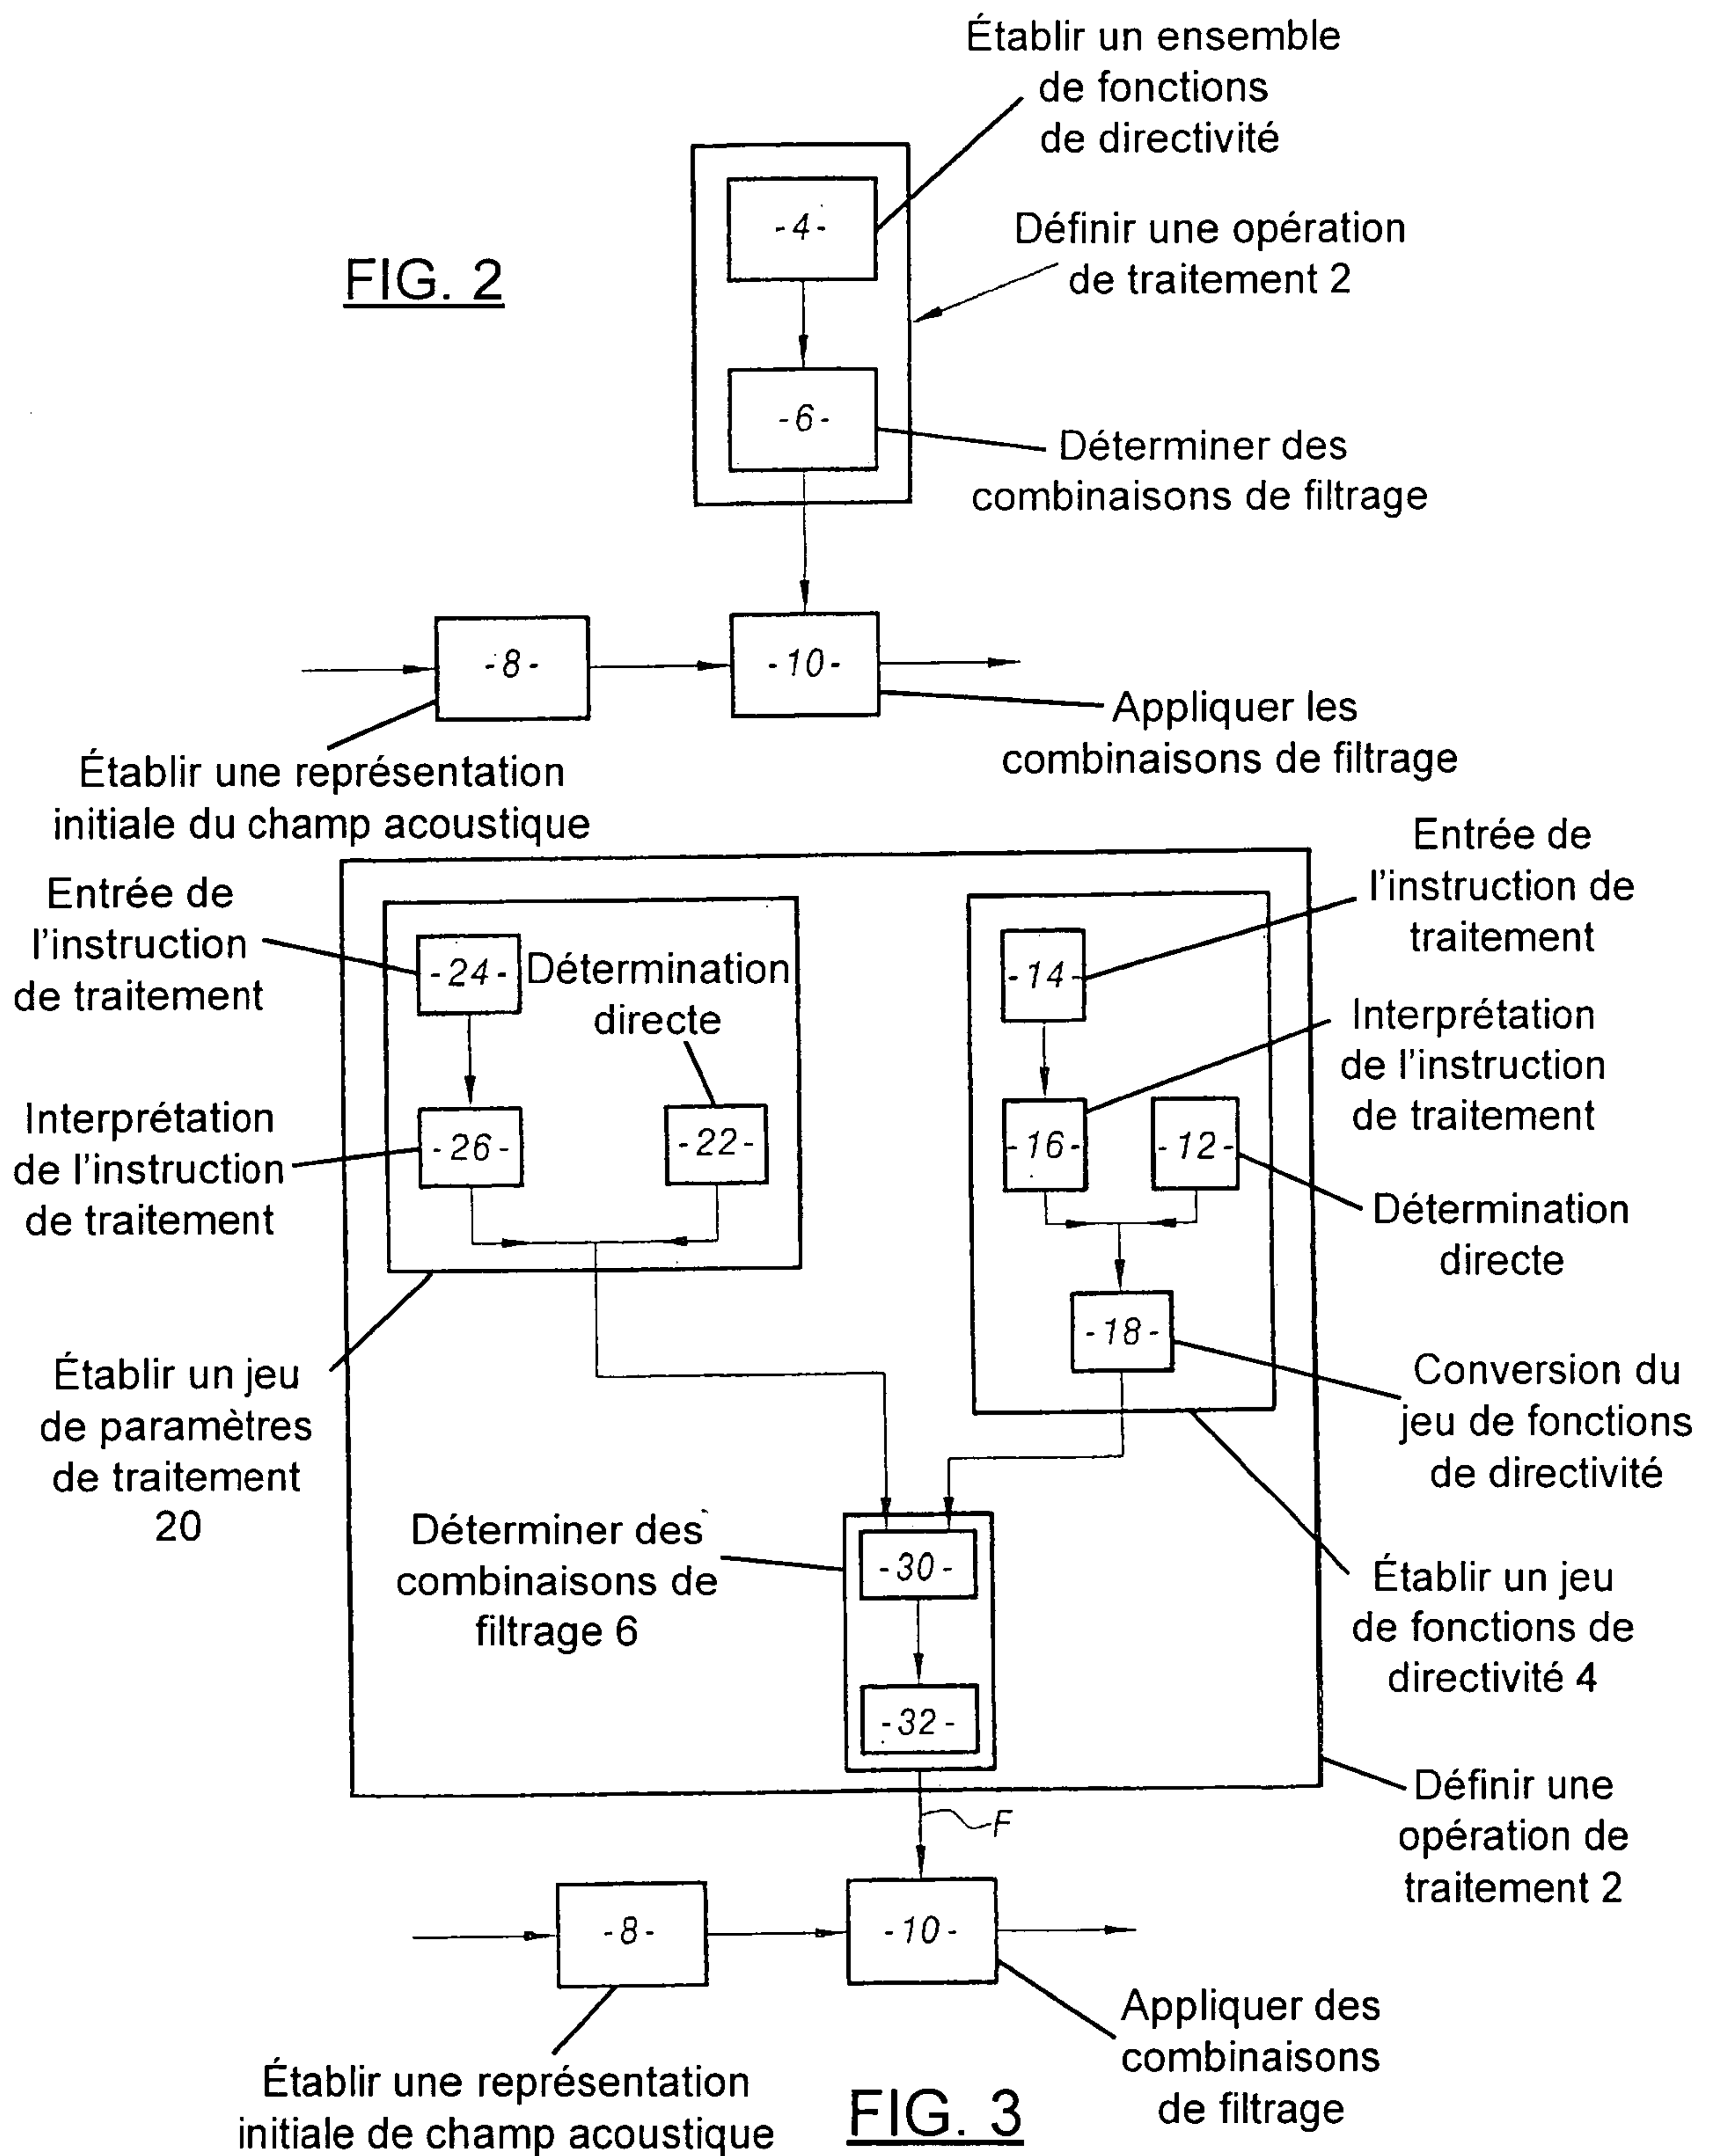 Établir un ensemble
de fonctions
de directivité
-4-
Définir une opération
de traitement 2
FIG. 2
-6-
Déterminer des
combinaisons de filtrage
-8-
-10-
Appliquer les
combinaisons de filtrage
Établir une représentation
initiale du champ acoustique
Entrée de
l'instruction de
traitement
Entrée de
l'instruction
de traitement
-24-
Détermination
directe
-14-
Interprétation
de l'instruction
de traitement
Interprétation
de l'instruction
de traitement
-26-
-22-
-16-
-12-
Détermination
directe
-18-
Établir un jeu
de paramètres
de traitement
20
Conversion du
jeu de fonctions
de directivité
Déterminer des
combinaisons de
filtrage 6
-30-
Établir un jeu
de fonctions de
directivité 4
-32-
Définir une
opération de
traitement 2
F
-8-
-10-
Appliquer des
combinaisons
de filtrage
Établir une représentation
initiale de champ acoustique
FIG. 3